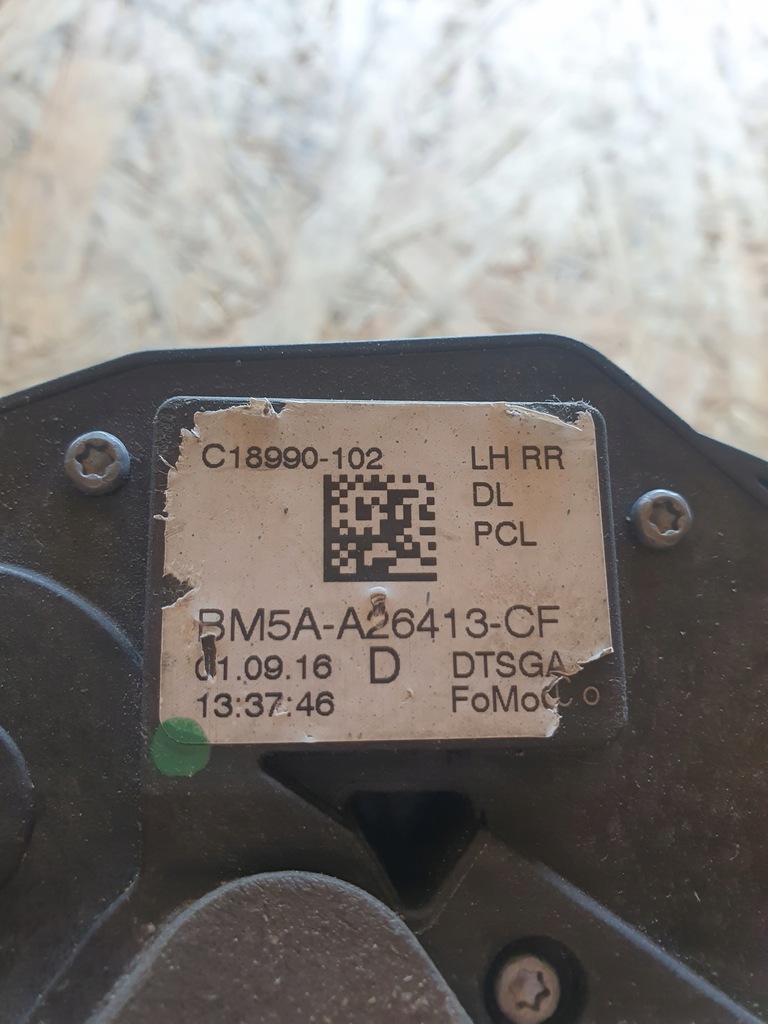 C18990-102 LH RR
DL
PCL
BM5A-A26413-CF
01.09.16 D DTSGA
13:37:46 FoMoCo